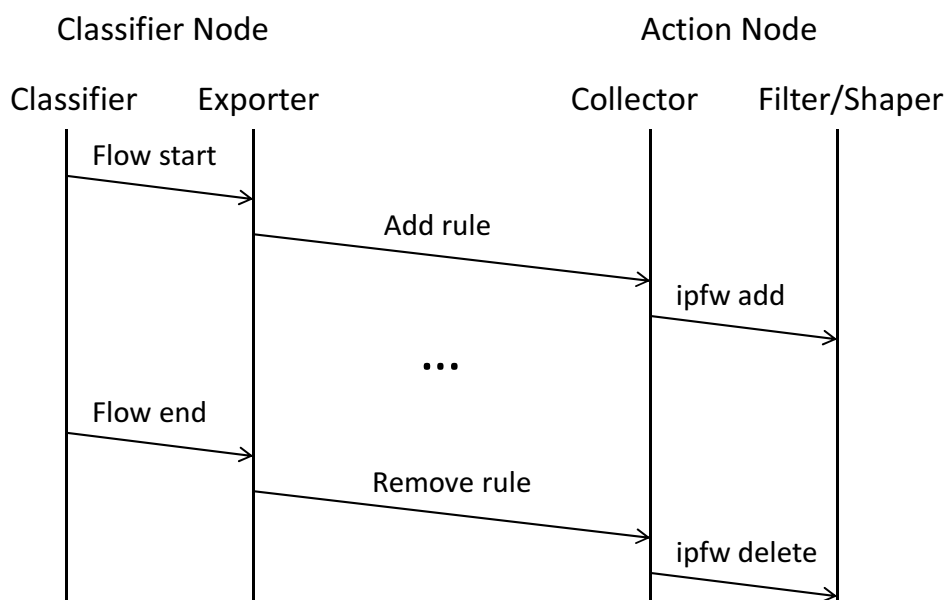 Classifier Node
Action Node
Classifier
Exporter
Collector
Filter/Shaper
Flow start
Add rule
ipfw add
...
Flow end
Remove rule
ipfw delete